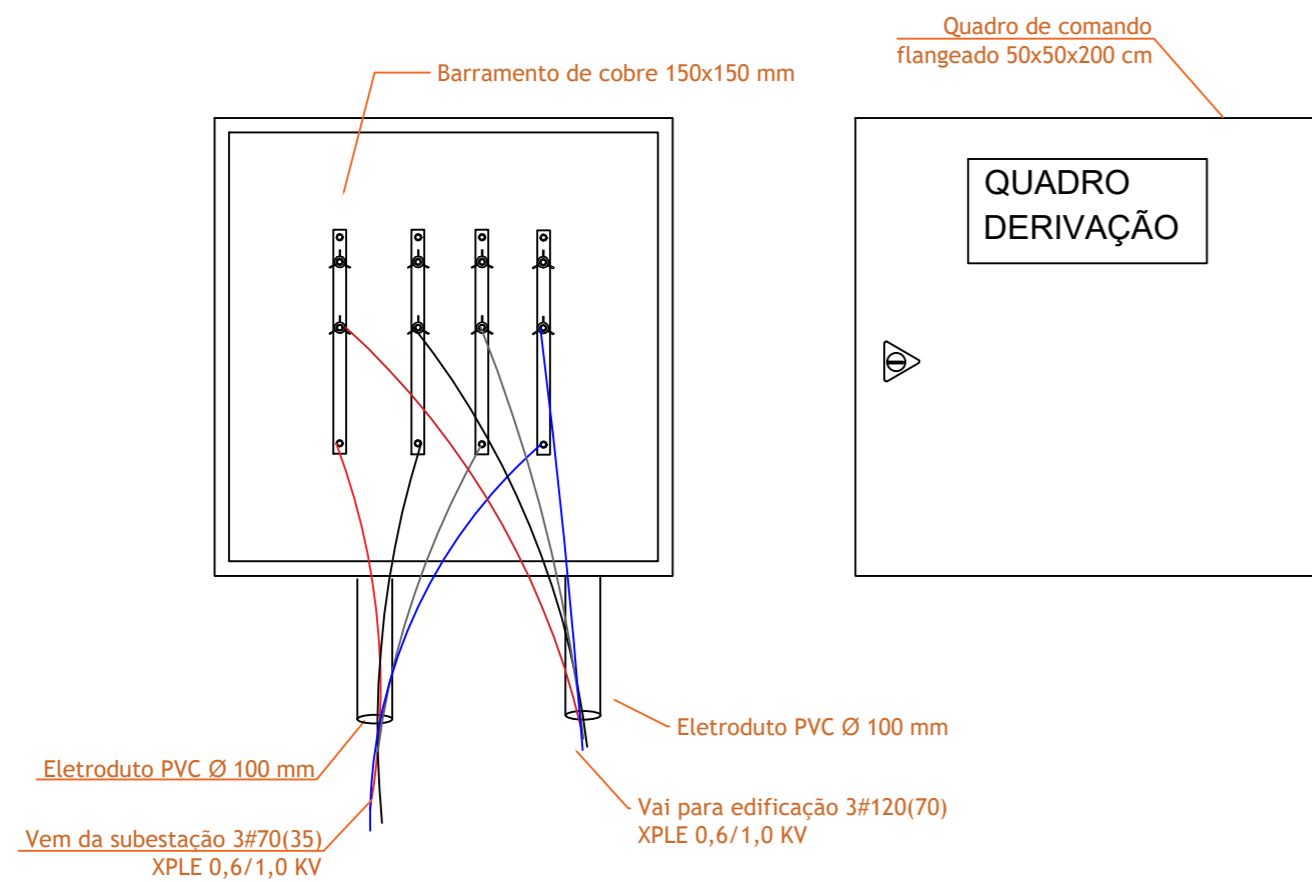 Quadro de comando
flangeado 50x50x200 cm
Barramento de cobre 150x150 mm
QUADRO
DERIVAÇÃO
Eletroduto PVC Ø 100 mm
Eletroduto PVC Ø 100 mm
Vai para edificação 3#120(70)
XPLE 0,6/1,0 KV
Vem da subestação 3#70(35)
XPLE 0,6/1,0 KV